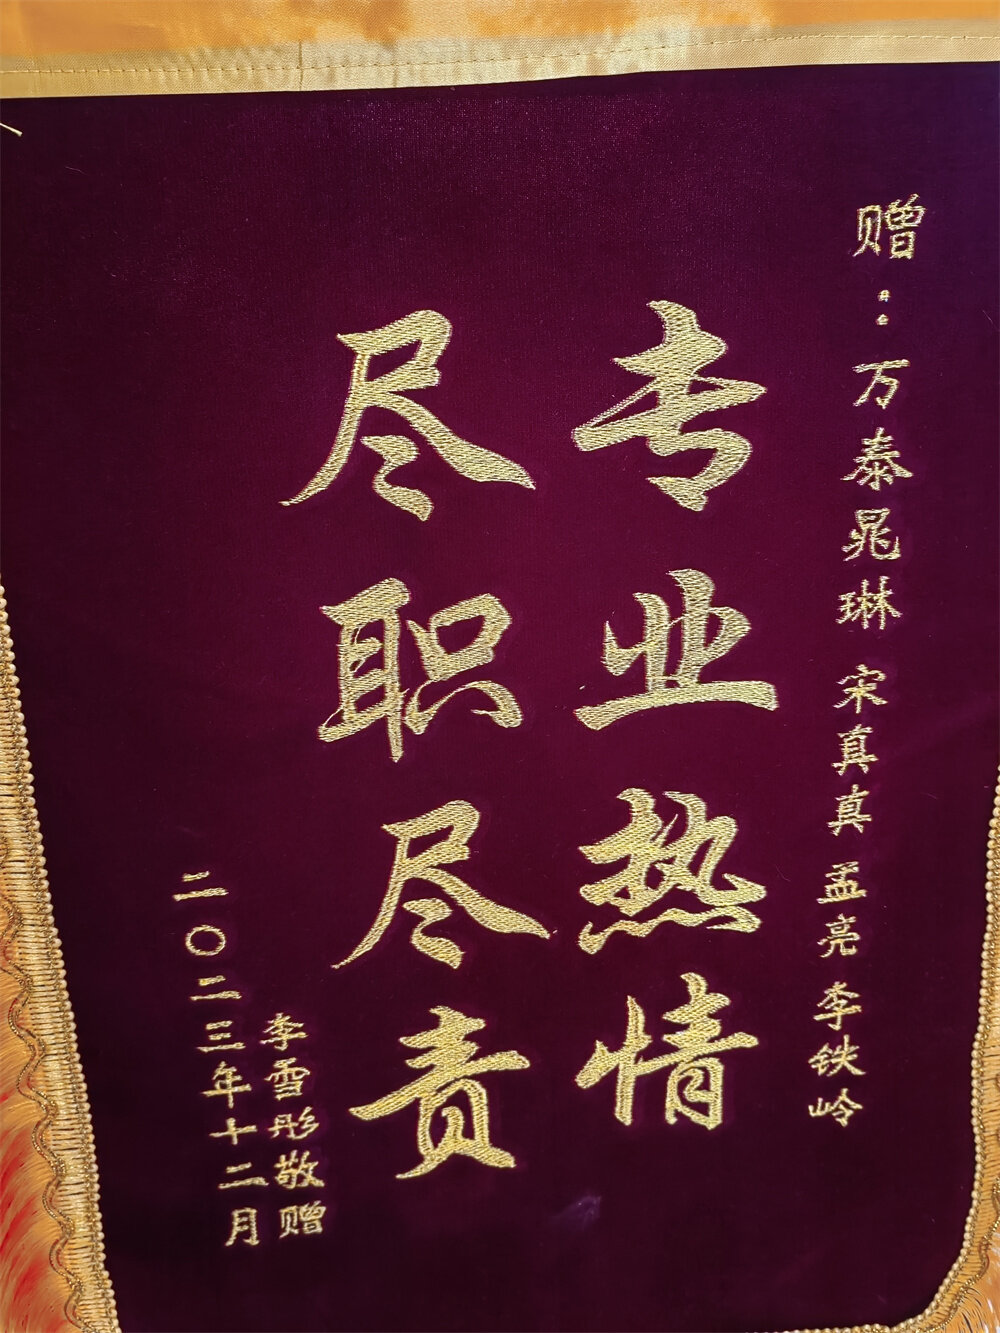 赠：万泰晁琳 宋真真 孟亮 李铁岭
专业热情
尽职尽责
李雪彤敬赠
二〇二三年十二月